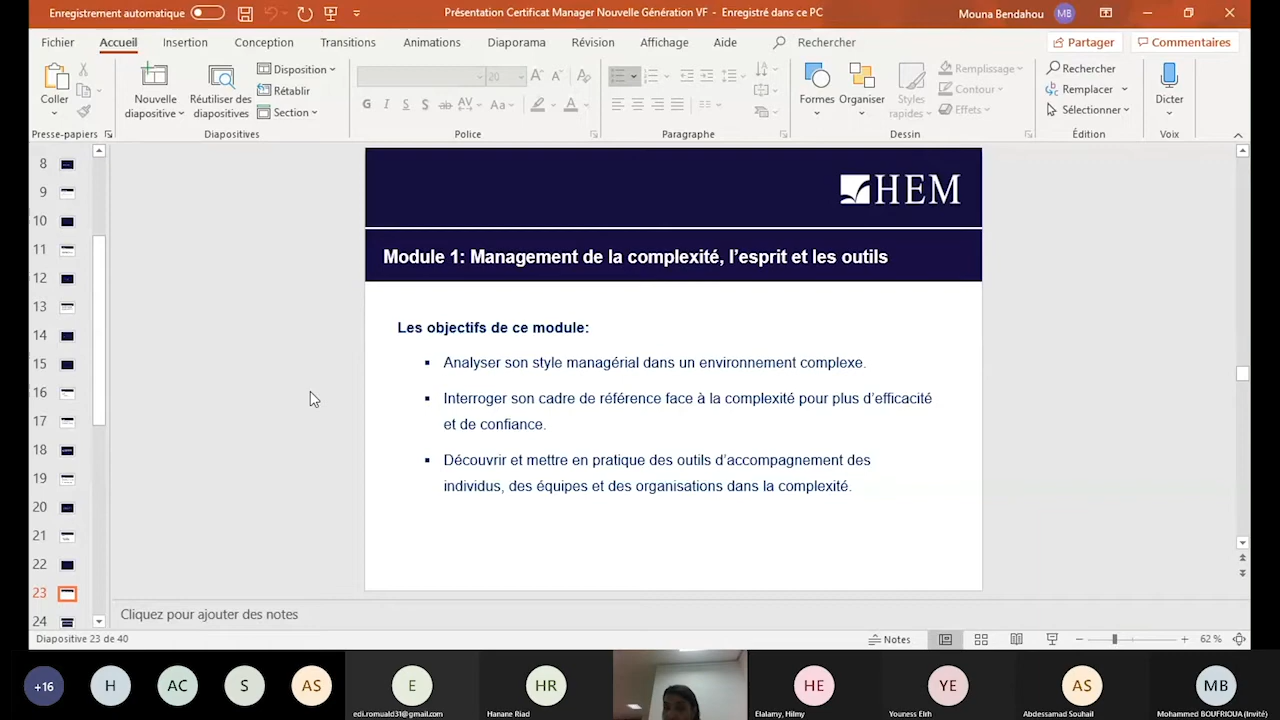 Enregistrement automatique
Présentation Certificat Manager Nouvelle Génération VF - Enregistré dans ce PC
Mouna Bendahou MB
Fichier Accueil Insertion Conception Transitions Animations Diaporama Révision Affichage Aide Rechercher Partager Commentaires
Coller
Nouvelle diapositive
Réutiliser des diapositives
Disposition
Rétablir
Section
20
Remplissage
Contour
Effets
Formes
Organiser
Styles rapides
Rechercher
Remplacer
Sélectionner
Dicter
Presse-papiers Diapositives Police Paragraphe Dessin Édition Voix
8
9
10
11
12
13
14
15
16
17
18
19
20
21
22
23
24
HEM
Module 1: Management de la complexité, l’esprit et les outils
Les objectifs de ce module:
▪ Analyser son style managérial dans un environnement complexe.
▪ Interroger son cadre de référence face à la complexité pour plus d’efficacité
et de confiance.
▪ Découvrir et mettre en pratique des outils d’accompagnement des
individus, des équipes et des organisations dans la complexité.
Cliquez pour ajouter des notes
Diapositive 23 de 40
Notes
62 %
+16 H AC S AS E HR HE YE AS MB
edi.romuald31@gmail.com Hanane Riad Elalamy, Hilmy Youness Elrh Abdessamad Souhail Mohammed BOUFRIOUA (Invité)